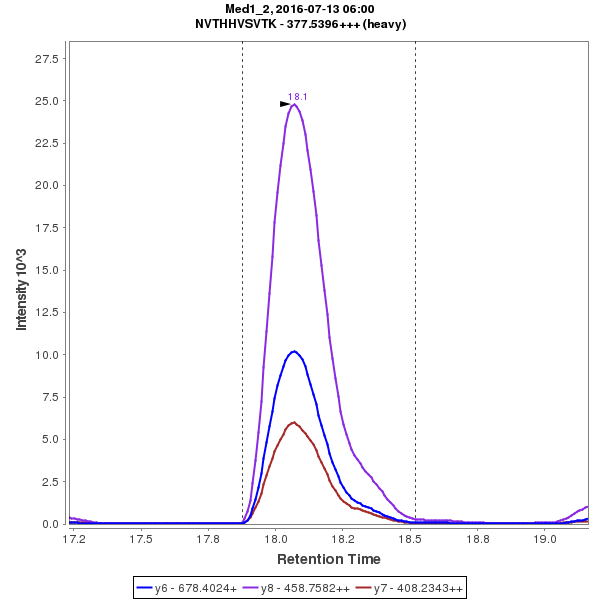 Med1_2, 2016-07-13 06:00
NVTHHVSVTK - 377.5396+++ (heavy)
27.5
25.0
22.5
20.0
17.5
15.0
12.5
10.0
7.5
5.0
2.5
0.0
Intensity 10^3
18.1
17.2 17.5 17.8 18.0 18.2 18.5 18.8 19.0
Retention Time
y6 - 678.4024+ y8 - 458.7582++ y7 - 408.2343++